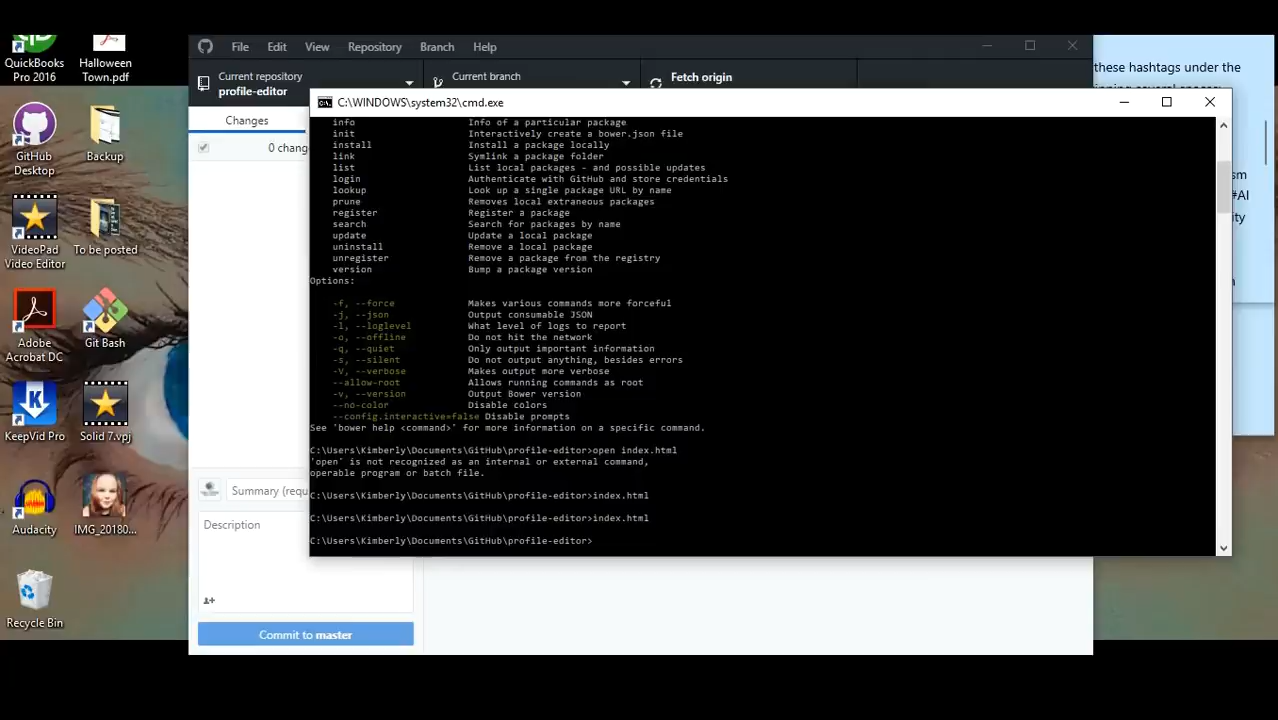 QuickBooks
Pro 2016
Halloween
Town.pdf
GitHub
Desktop
Backup
VideoPad
Video Editor
To be posted
Adobe
Acrobat DC
Git Bash
KeepVid Pro
Solid 7.vpj
Audacity
IMG_20180...
Recycle Bin
File Edit View Repository Branch Help
Current repository
profile-editor
Current branch
Fetch origin
Changes
0 chang
Summary (requ
Description
Commit to master
C:\WINDOWS\system32\cmd.exe
info Info of a particular package
init Interactively create a bower.json file
install Install a package locally
link Symlink a package folder
list List local packages - and possible updates
login Authenticate with GitHub and store credentials
lookup Look up a single package URL by name
prune Removes local extraneous packages
register Register a package
search Search for packages by name
update Update a local package
uninstall Remove a local package
unregister Remove a package from the registry
version Bump a package version
Options:
-f, --force Makes various commands more forceful
-j, --json Output consumable JSON
-l, --loglevel What level of logs to report
-o, --offline Do not hit the network
-q, --quiet Only output important information
-s, --silent Do not output anything, besides errors
-V, --verbose Makes output more verbose
--allow-root Allows running commands as root
-v, --version Output Bower version
--no-color Disable colors
--config.interactive=false Disable prompts
See 'bower help <command>' for more information on a specific command.
C:\Users\Kimberly\Documents\GitHub\profile-editor>open index.html
'open' is not recognized as an internal or external command,
operable program or batch file.
C:\Users\Kimberly\Documents\GitHub\profile-editor>index.html
C:\Users\Kimberly\Documents\GitHub\profile-editor>index.html
C:\Users\Kimberly\Documents\GitHub\profile-editor>
these hashtags under the
sm
#AI
ity